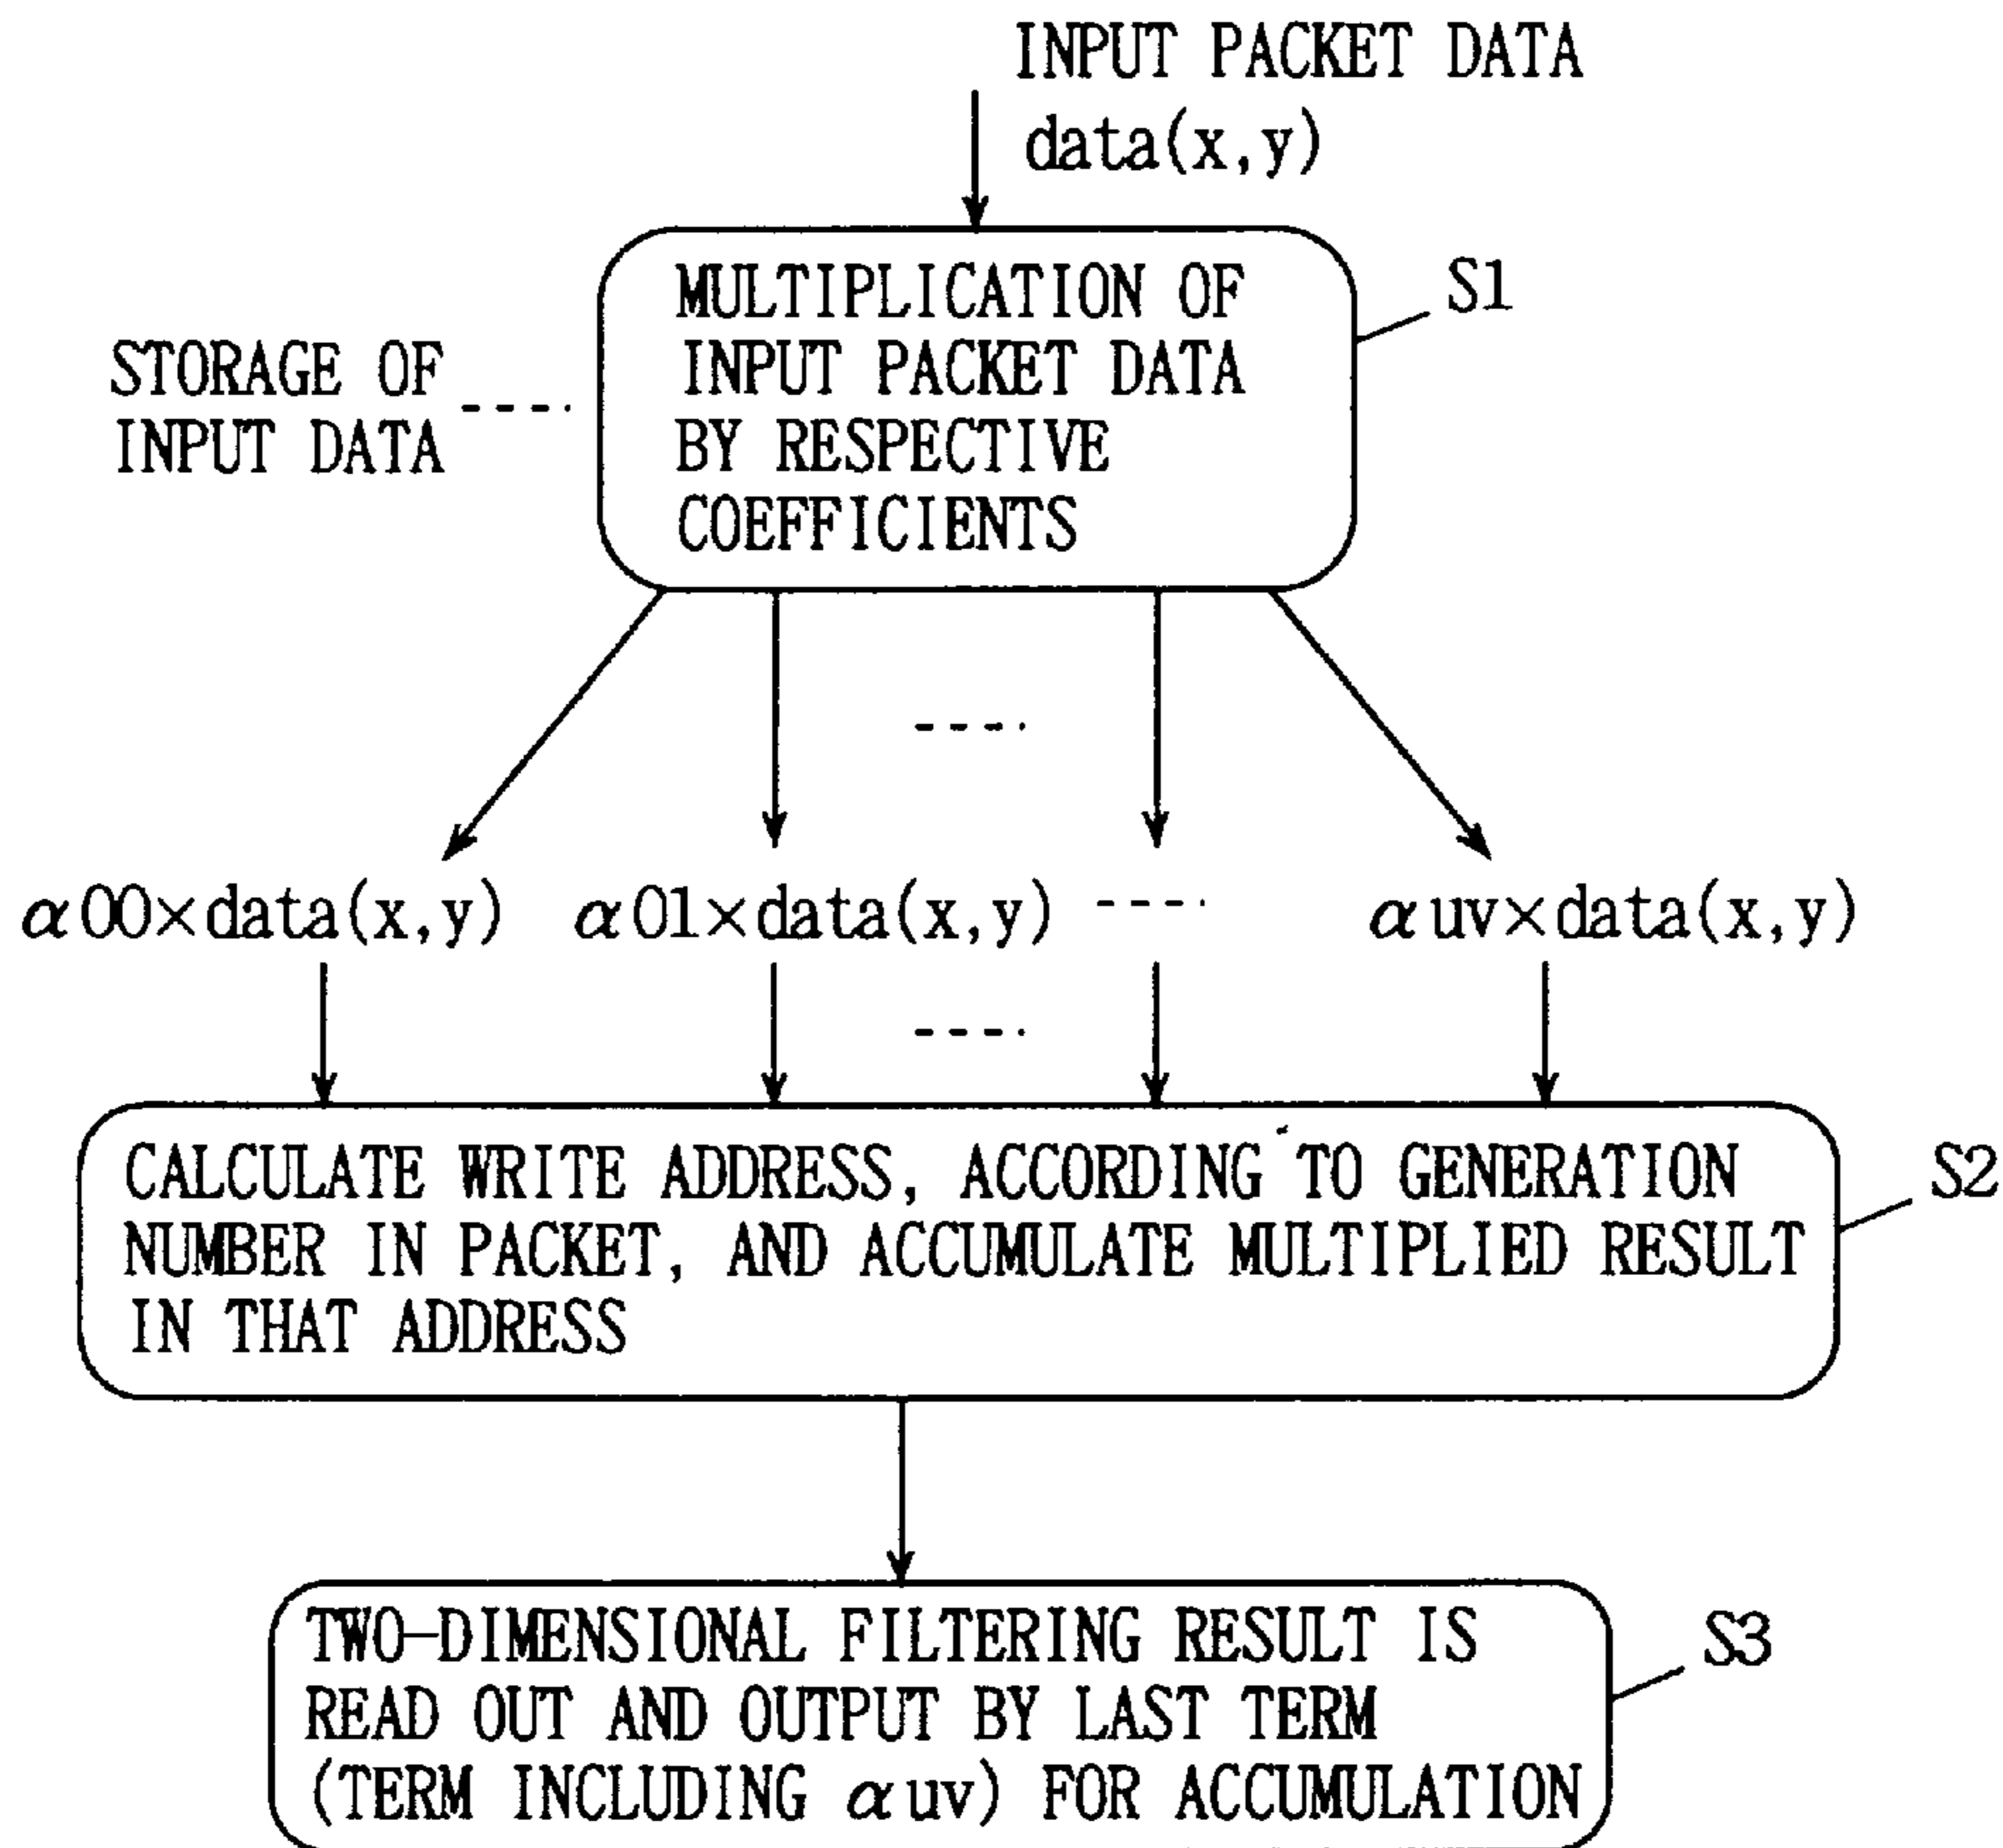 INPUT PACKET DATA
data(x,y)
MULTIPLICATION OF
INPUT PACKET DATA
BY RESPECTIVE
COEFFICIENTS
S1
STORAGE OF
INPUT DATA
α00×data(x,y) α01×data(x,y) ---- αuv×data(x,y)
CALCULATE WRITE ADDRESS, ACCORDING TO GENERATION
NUMBER IN PACKET, AND ACCUMULATE MULTIPLIED RESULT
IN THAT ADDRESS
S2
TWO-DIMENSIONAL FILTERING RESULT IS
READ OUT AND OUTPUT BY LAST TERM
(TERM INCLUDING αuv) FOR ACCUMULATION
S3